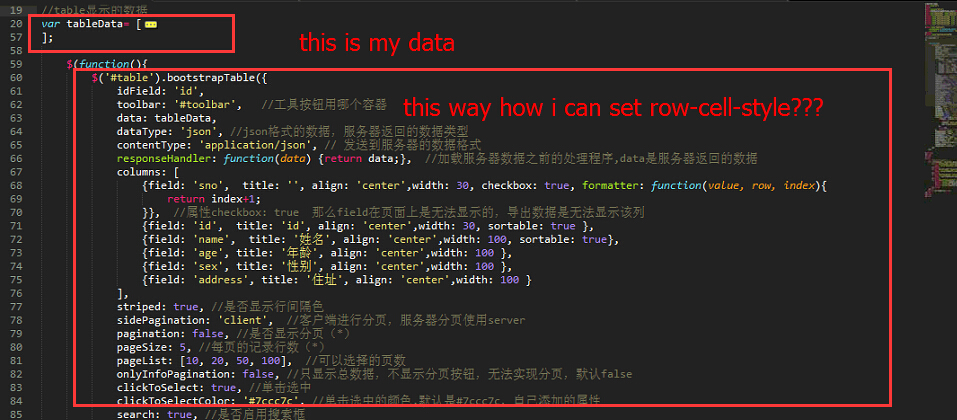 19 //table显示的数据
20 var tableData= [
57 ];
this is my data
58
59 $(function(){
60 $('#table').bootstrapTable({
61 idField: 'id',
62 toolbar: '#toolbar', //工具按钮用哪个容器
this way how i can set row-cell-style???
63 data: tableData,
64 dataType: 'json', //json格式的数据，服务器返回的数据类型
65 contentType: 'application/json', // 发送到服务器的数据格式
66 responseHandler: function(data) {return data;}, //加载服务器数据之前的处理程序,data是服务器返回的数据
67 columns: [
68 {field: 'sno', title: '', align: 'center',width: 30, checkbox: true, formatter: function(value, row, index){
69 return index+1;
70 }}, //属性checkbox: true 那么field在页面上是无法显示的，导出数据是无法显示该列
71 {field: 'id', title: 'id', align: 'center',width: 30, sortable: true },
72 {field: 'name', title: '姓名', align: 'center',width: 100, sortable: true},
73 {field: 'age', title: '年龄', align: 'center',width: 100 },
74 {field: 'sex', title: '性别', align: 'center',width: 100 },
75 {field: 'address', title: '住址', align: 'center',width: 100 }
76 ],
77 striped: true, //是否显示行间隔色
78 sidePagination: 'client', //客户端进行分页，服务器分页使用server
79 pagination: false, //是否显示分页（*）
80 pageSize: 5, //每页的记录行数（*）
81 pageList: [10, 20, 50, 100], //可以选择的页数
82 onlyInfoPagination: false, //只显示总数据，不显示分页按钮，无法实现分页，默认false
83 clickToSelect: true, //单击选中
84 clickToSelectColor: '#7ccc7c', //单击选中的颜色,默认是#7ccc7c，自己添加的属性
85 search: true, //是否启用搜索框